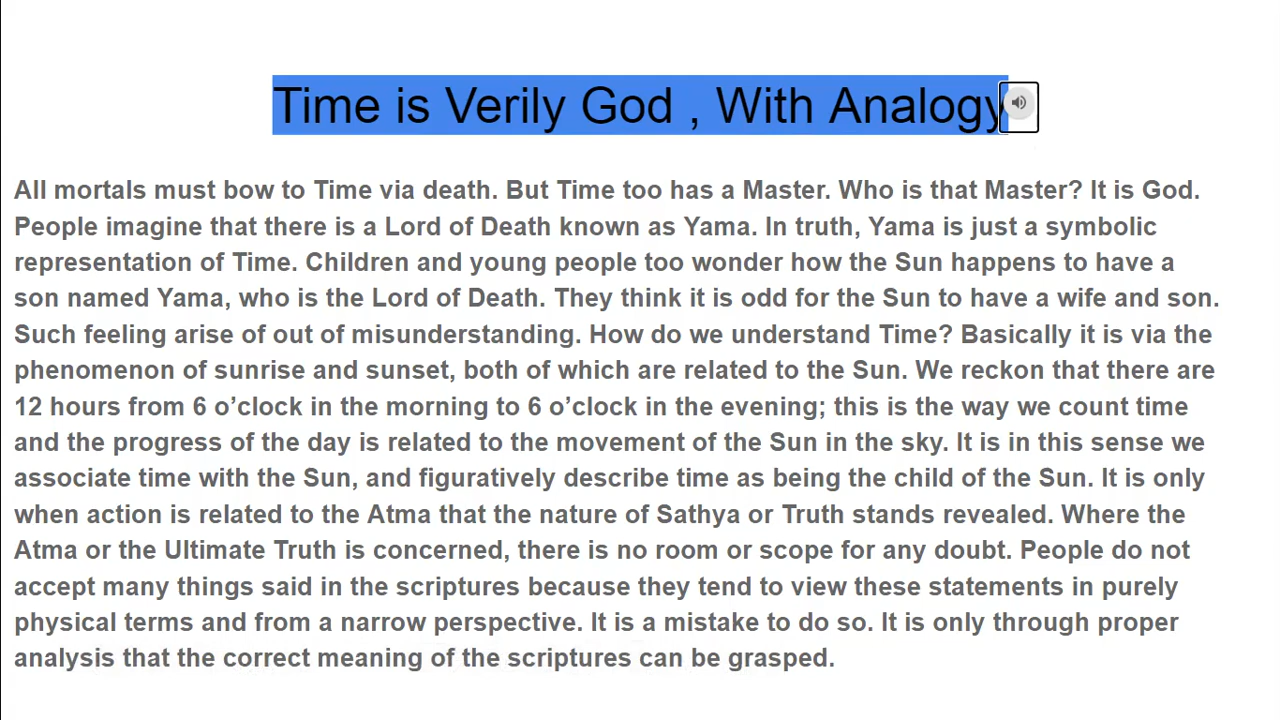 Time is Verily God , With Analogy
All mortals must bow to Time via death. But Time too has a Master. Who is that Master? It is God.
People imagine that there is a Lord of Death known as Yama. In truth, Yama is just a symbolic
representation of Time. Children and young people too wonder how the Sun happens to have a
son named Yama, who is the Lord of Death. They think it is odd for the Sun to have a wife and son.
Such feeling arise of out of misunderstanding. How do we understand Time? Basically it is via the
phenomenon of sunrise and sunset, both of which are related to the Sun. We reckon that there are
12 hours from 6 o’clock in the morning to 6 o’clock in the evening; this is the way we count time
and the progress of the day is related to the movement of the Sun in the sky. It is in this sense we
associate time with the Sun, and figuratively describe time as being the child of the Sun. It is only
when action is related to the Atma that the nature of Sathya or Truth stands revealed. Where the
Atma or the Ultimate Truth is concerned, there is no room or scope for any doubt. People do not
accept many things said in the scriptures because they tend to view these statements in purely
physical terms and from a narrow perspective. It is a mistake to do so. It is only through proper
analysis that the correct meaning of the scriptures can be grasped.